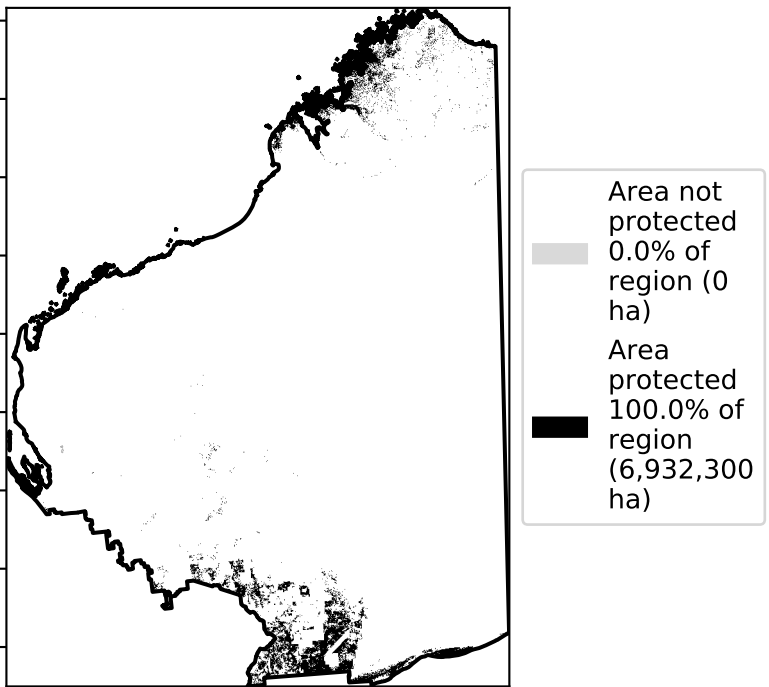 Area not
protected
0.0% of
region (0
ha)
Area
protected
100.0% of
region
(6,932,300
ha)